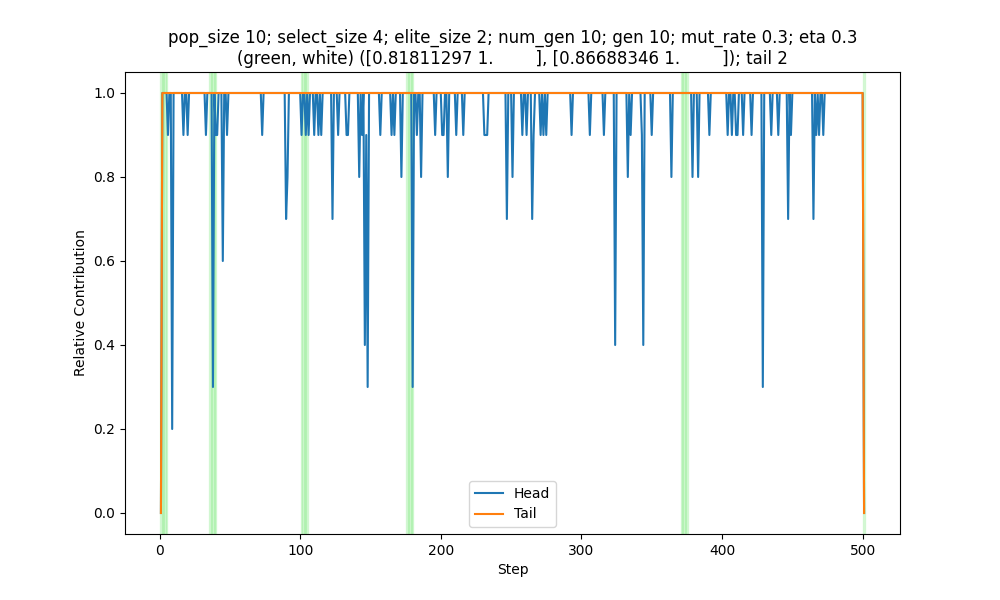 pop_size 10; select_size 4; elite_size 2; num_gen 10; gen 10; mut_rate 0.3; eta 0.3
(green, white) ([0.81811297 1.        ], [0.86688346 1.        ]); tail 2
1.0
0.8
0.6
0.4
0.2
0.0
Relative Contribution
Head
Tail
0 100 200 300 400 500
Step